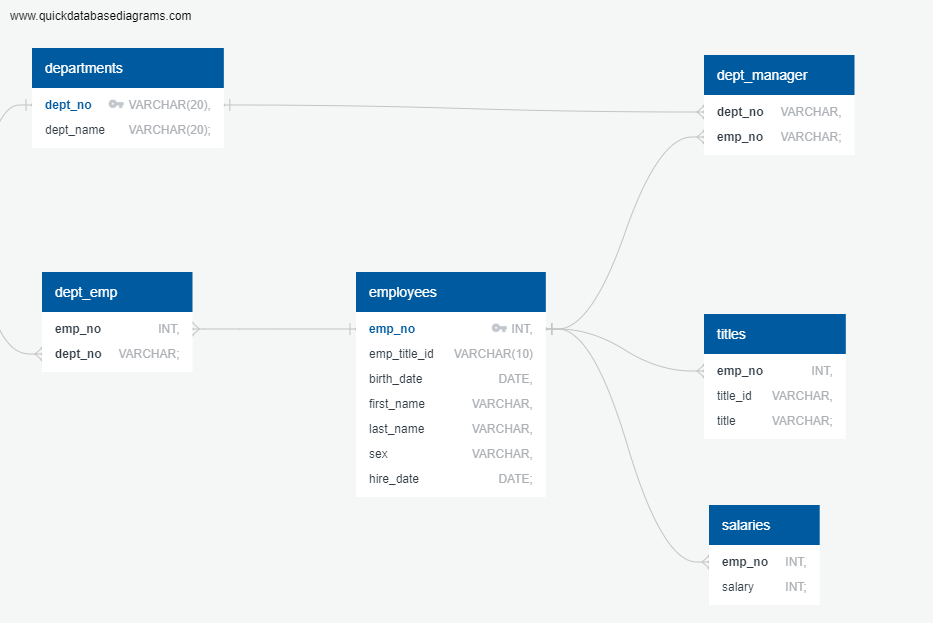 www.quickdatabasediagrams.com
departments
dept_no VARCHAR(20),
dept_name VARCHAR(20);
dept_manager
dept_no VARCHAR,
emp_no VARCHAR;
dept_emp
emp_no INT,
dept_no VARCHAR;
employees
emp_no INT,
emp_title_id VARCHAR(10)
birth_date DATE,
first_name VARCHAR,
last_name VARCHAR,
sex VARCHAR,
hire_date DATE;
titles
emp_no INT,
title_id VARCHAR,
title VARCHAR;
salaries
emp_no INT,
salary INT;